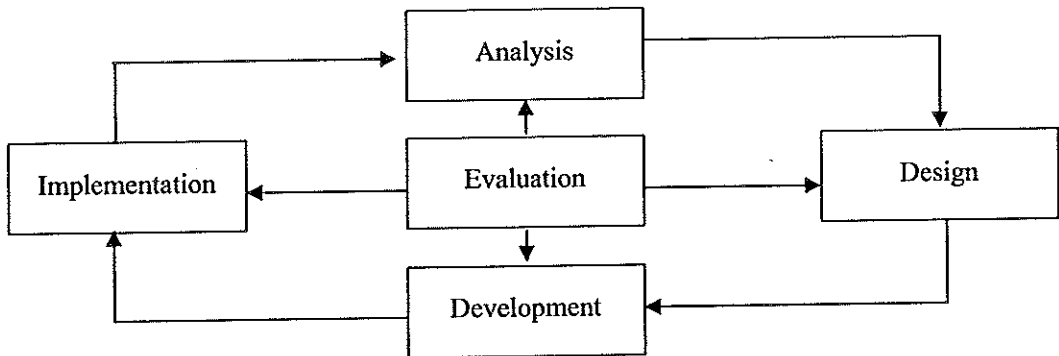 Analysis
Implementation
Evaluation
Design
Development